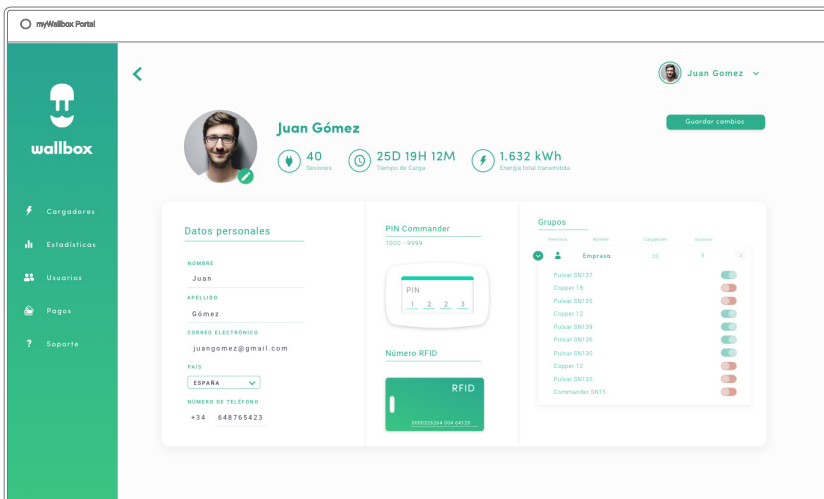 myWallbox Portal
Juan Gomez
wallbox
Juan Gómez
Guardar cambios
40
Sesiones
25D 19H 12M
Tiempo de Carga
1.632 kWh
Energía total transmitida
Cargadores
Estadísticas
Usuarios
Pagos
Soporte
Datos personales
NOMBRE
Juan
APELLIDO
Gómez
CORREO ELECTRÓNICO
juangomez@gmail.com
PAÍS
ESPAÑA
NÚMERO DE TELÉFONO
+34 648765423
PIN Commander
1000 - 9999
PIN
1 2 2 3
Número RFID
RFID
Grupos
Permisos Nombre Cargadores Usuarios
Empresa 20 5
Pulsar SN137
Copper 18
Pulsar SN135
Copper 12
Pulsar SN139
Pulsar SN136
Pulsar SN130
Copper 12
Pulsar SN135
Commander SN15